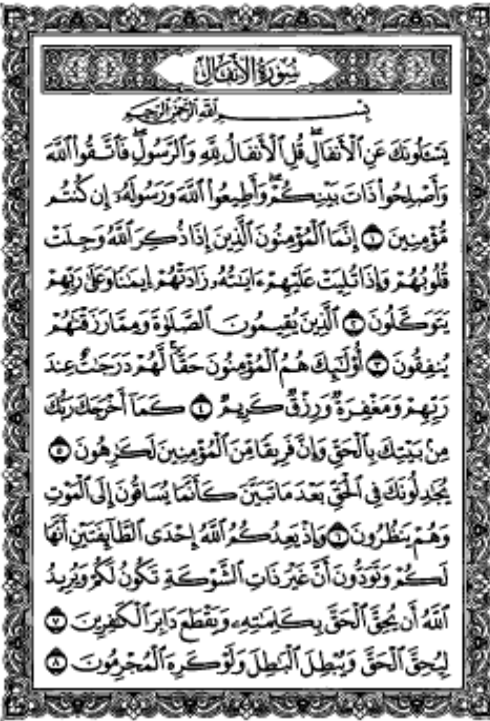 سُورَةُ الأَنفَالِ
بِسْمِ ٱللَّهِ ٱلرَّحْمَٰنِ ٱلرَّحِيمِ
يَسْـَٔلُونَكَ عَنِ ٱلْأَنفَالِ ۖ قُلِ ٱلْأَنفَالُ لِلَّهِ وَٱلرَّسُولِ ۖ فَٱتَّقُوا۟ ٱللَّهَ
وَأَصْلِحُوا۟ ذَاتَ بَيْنِكُمْ ۖ وَأَطِيعُوا۟ ٱللَّهَ وَرَسُولَهُۥٓ إِن كُنتُم
مُّؤْمِنِينَ ١ إِنَّمَا ٱلْمُؤْمِنُونَ ٱلَّذِينَ إِذَا ذُكِرَ ٱللَّهُ وَجِلَتْ
قُلُوبُهُمْ وَإِذَا تُلِيَتْ عَلَيْهِمْ ءَايَٰتُهُۥ زَادَتْهُمْ إِيمَٰنًا وَعَلَىٰ رَبِّهِمْ
يَتَوَكَّلُونَ ٢ ٱلَّذِينَ يُقِيمُونَ ٱلصَّلَوٰةَ وَمِمَّا رَزَقْنَٰهُمْ
يُنفِقُونَ ٣ أُو۟لَٰٓئِكَ هُمُ ٱلْمُؤْمِنُونَ حَقًّا ۚ لَّهُمْ دَرَجَٰتٌ عِندَ
رَبِّهِمْ وَمَغْفِرَةٌ وَرِزْقٌ كَرِيمٌ ٤ كَمَآ أَخْرَجَكَ رَبُّكَ
مِنۢ بَيْتِكَ بِٱلْحَقِّ وَإِنَّ فَرِيقًا مِّنَ ٱلْمُؤْمِنِينَ لَكَٰرِهُونَ ٥
يُجَٰدِلُونَكَ فِى ٱلْحَقِّ بَعْدَ مَا تَبَيَّنَ كَأَنَّمَا يُسَاقُونَ إِلَى ٱلْمَوْتِ
وَهُمْ يَنظُرُونَ ٦ وَإِذْ يَعِدُكُمُ ٱللَّهُ إِحْدَى ٱلطَّآئِفَتَيْنِ أَنَّهَا
لَكُمْ وَتَوَدُّونَ أَنَّ غَيْرَ ذَاتِ ٱلشَّوْكَةِ تَكُونُ لَكُمْ وَيُرِيدُ
ٱللَّهُ أَن يُحِقَّ ٱلْحَقَّ بِكَلِمَٰتِهِۦ وَيَقْطَعَ دَابِرَ ٱلْكَٰفِرِينَ ٧
لِيُحِقَّ ٱلْحَقَّ وَيُبْطِلَ ٱلْبَٰطِلَ وَلَوْ كَرِهَ ٱلْمُجْرِمُونَ ٨